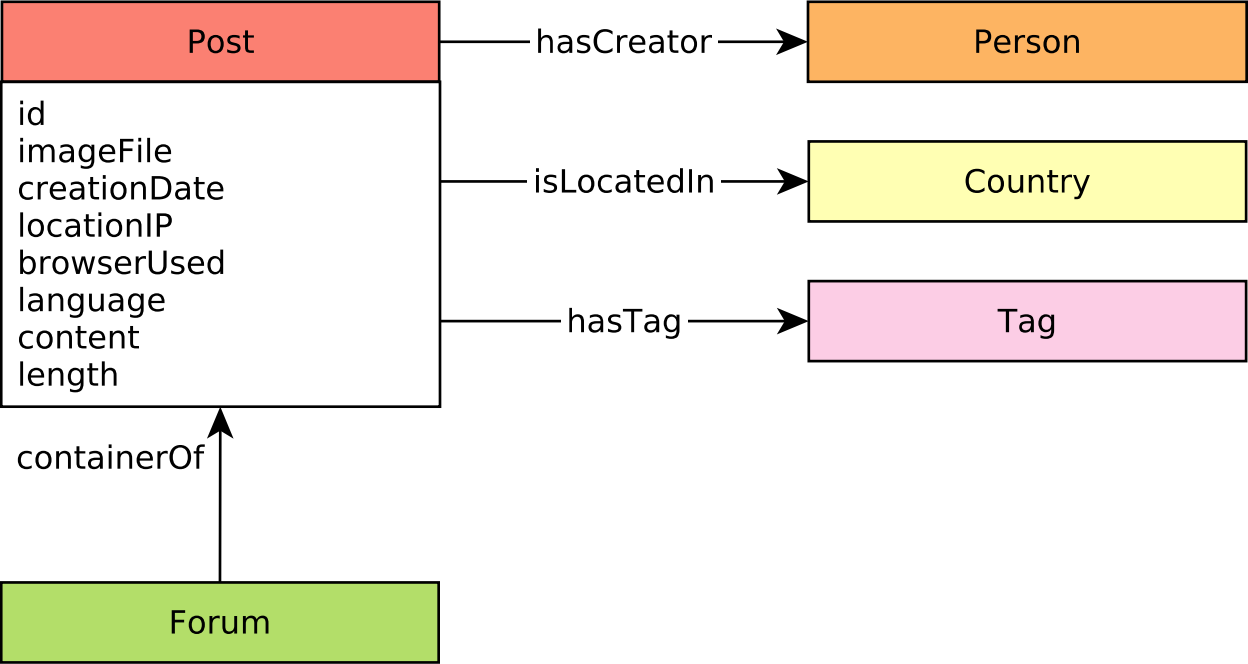 Post
hasCreator
Person
id
imageFile
creationDate
locationIP
browserUsed
language
content
length
isLocatedIn
Country
hasTag
Tag
containerOf
Forum